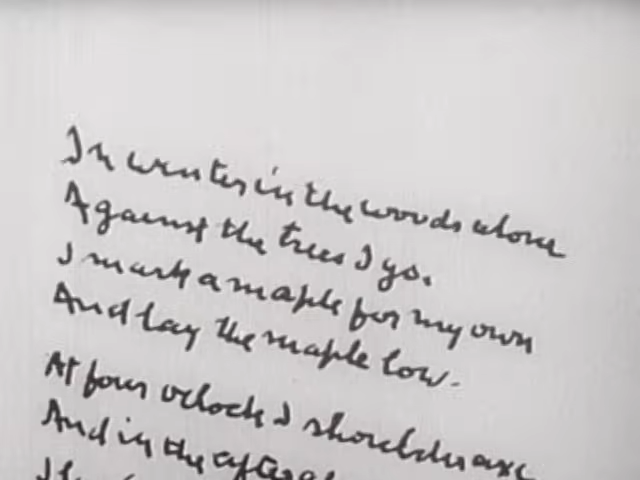 In winter in the woods alone
Against the trees I go.
I mark a maple for my own
And lay the maple low.
At four oclock I shoulder axe
And in the